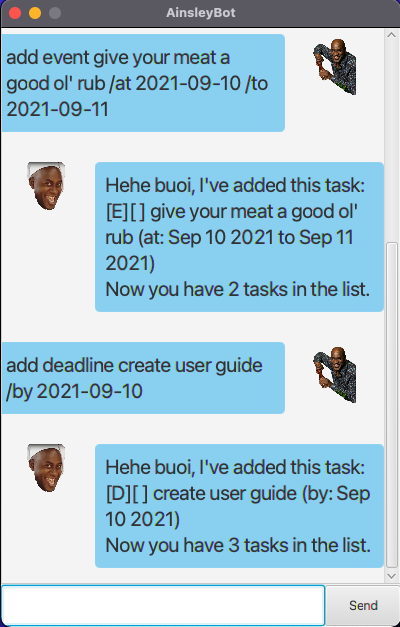 AinsleyBot
add event give your meat a
good ol' rub /at 2021-09-10 /to
2021-09-11
Hehe buoi, I've added this task:
[E][ ] give your meat a good ol'
rub (at: Sep 10 2021 to Sep 11
2021)
Now you have 2 tasks in the list.
add deadline create user guide
/by 2021-09-10
Hehe buoi, I've added this task:
[D][ ] create user guide (by: Sep
10 2021)
Now you have 3 tasks in the list.
Send